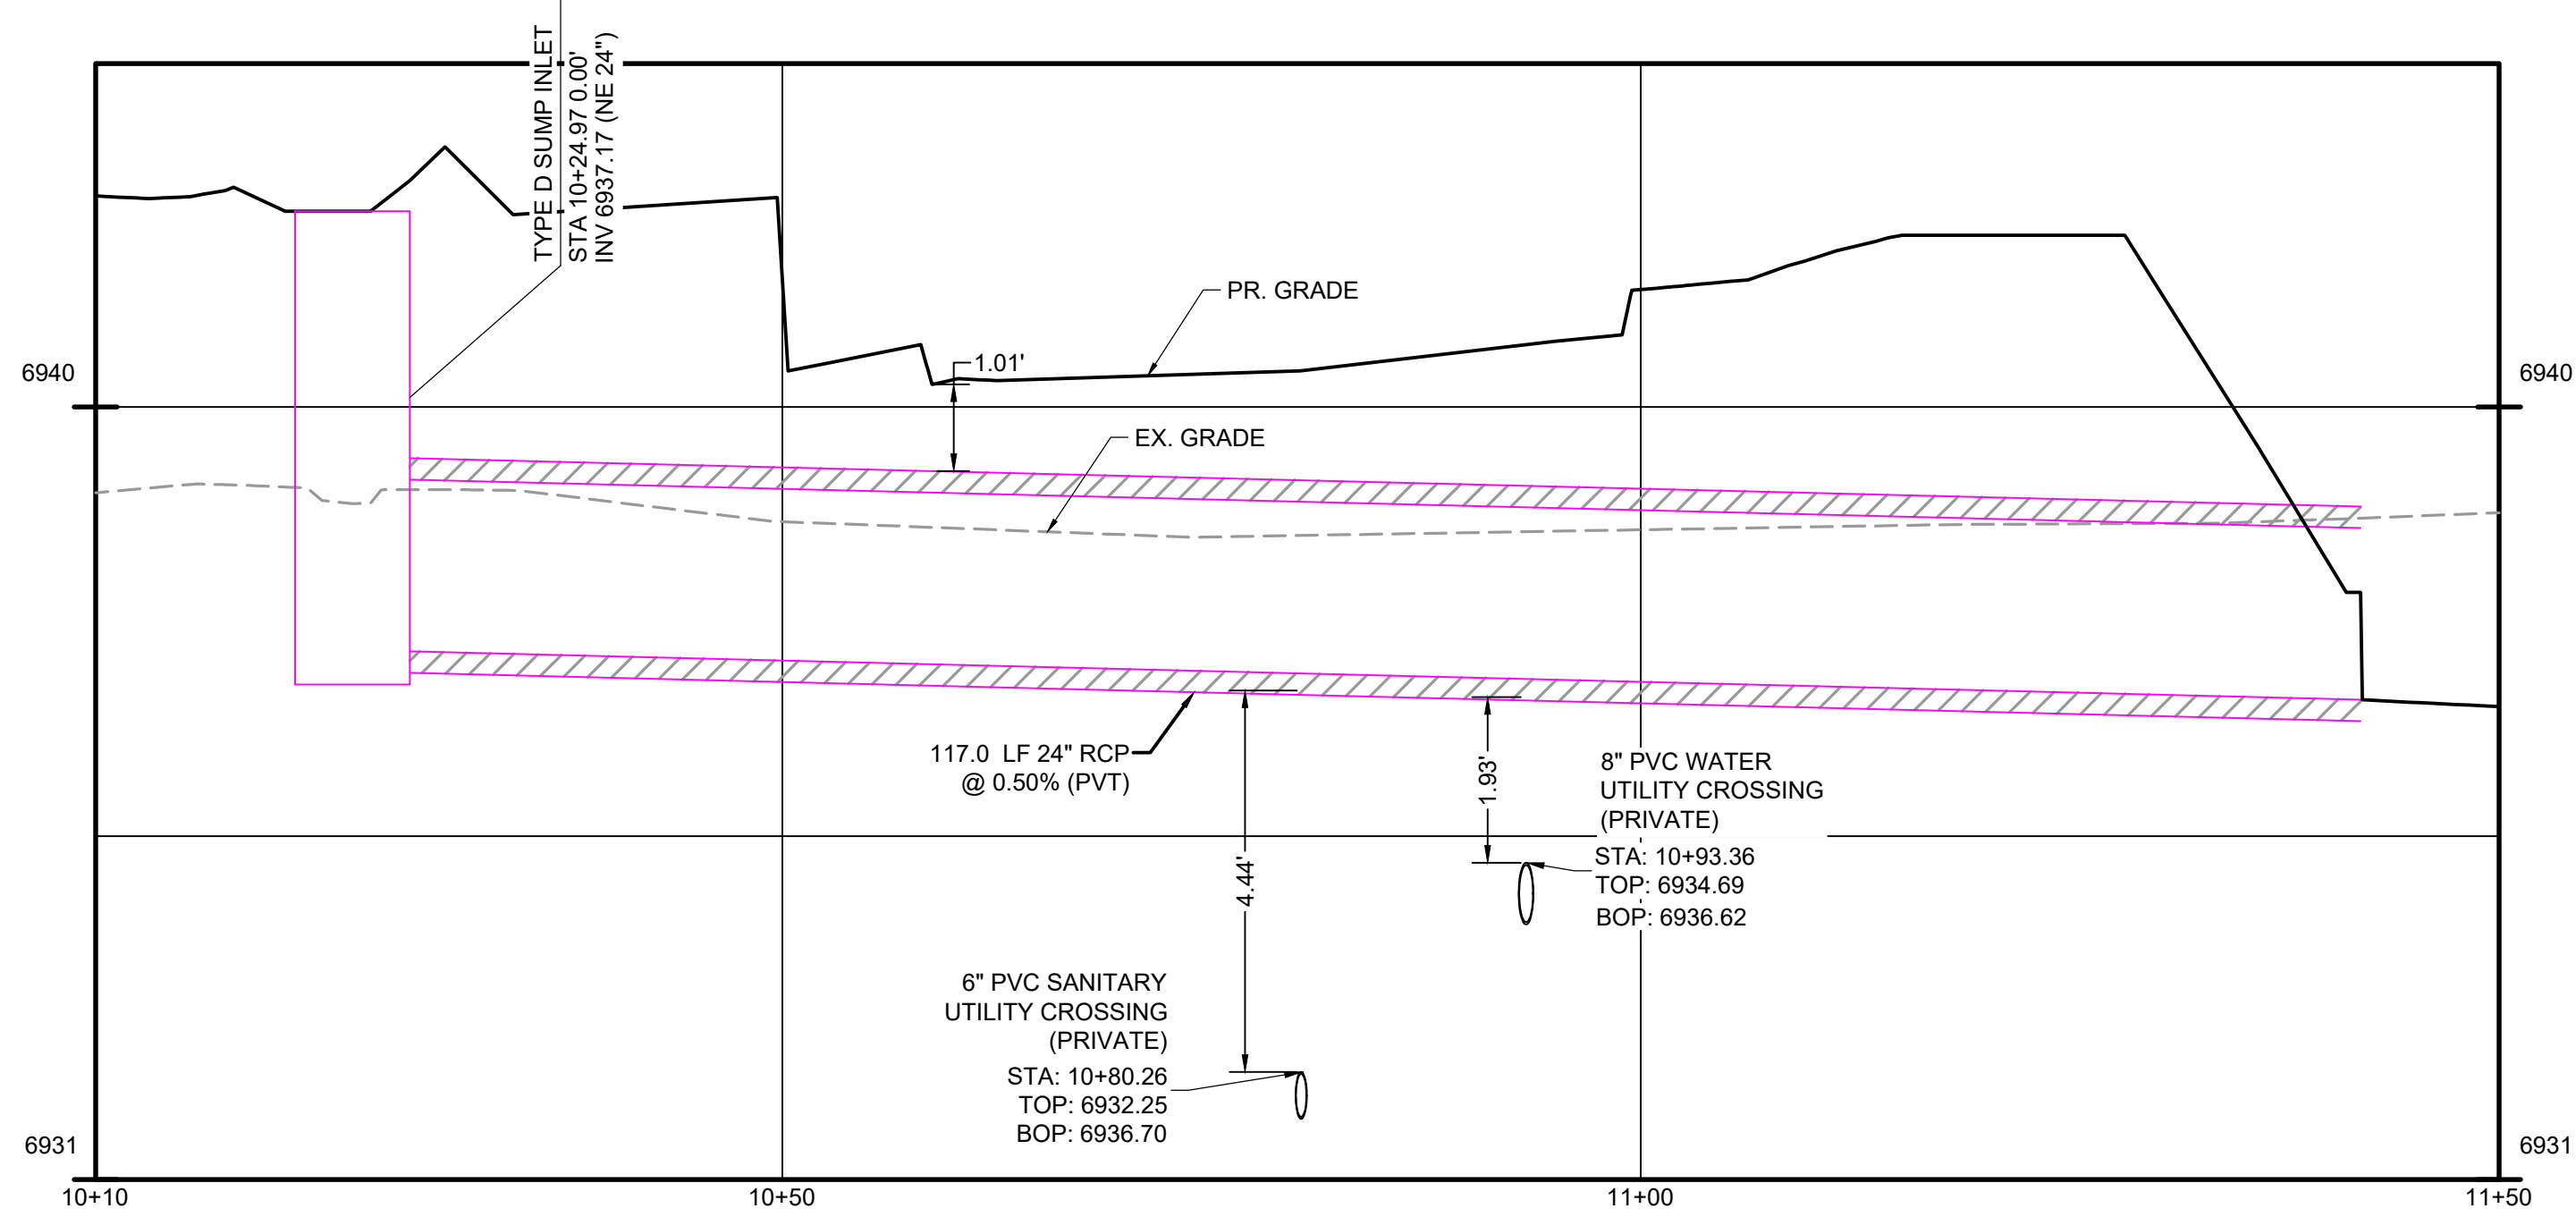 TYPE D SUMP INLET
STA 10+24.97 0.00'
INV 6937.17 (NE 24")
PR. GRADE
1.01'
6940
6940
EX. GRADE
117.0 LF 24" RCP
@ 0.50% (PVT)
1.93'
8" PVC WATER
UTILITY CROSSING
(PRIVATE)
STA: 10+93.36
TOP: 6934.69
BOP: 6936.62
4.44'
6" PVC SANITARY
UTILITY CROSSING
(PRIVATE)
STA: 10+80.26
TOP: 6932.25
BOP: 6936.70
6931
6931
10+10
10+50
11+00
11+50